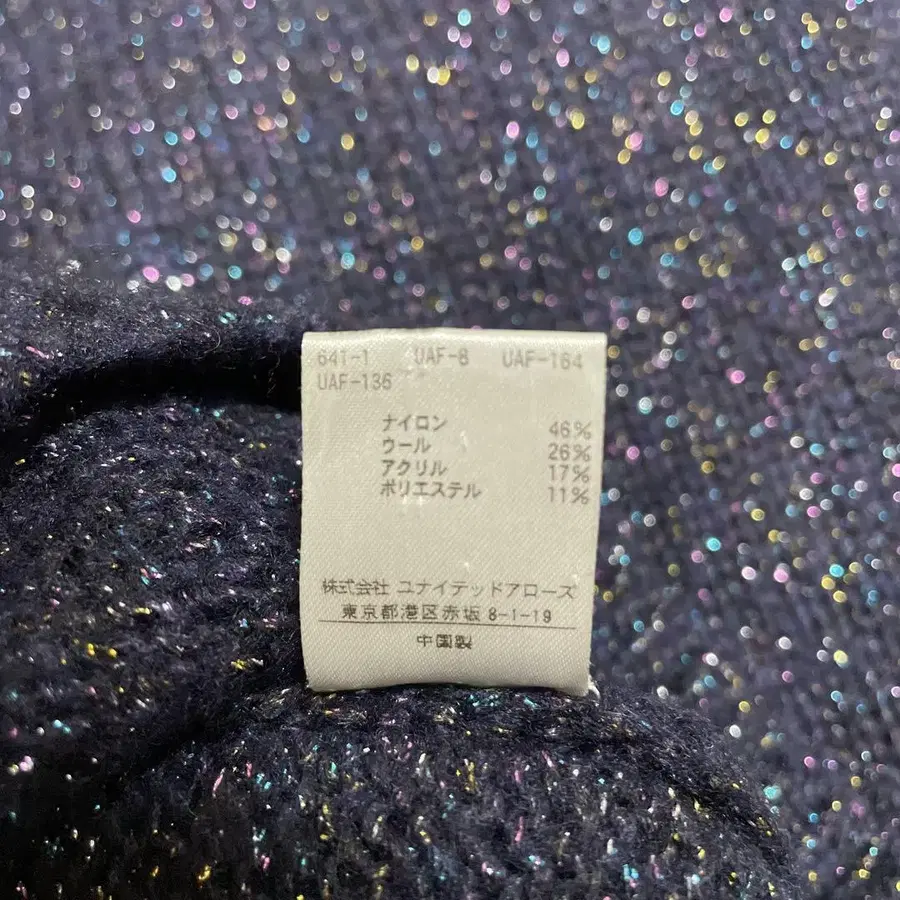 641-1 UAF-8 UAF-164
UAF-136
ナイロン 46%
ウール 26%
アクリル 17%
ポリエステル 11%
株式会社 ユナイテッドアローズ
東京都港区赤坂 8-1-19
中国製